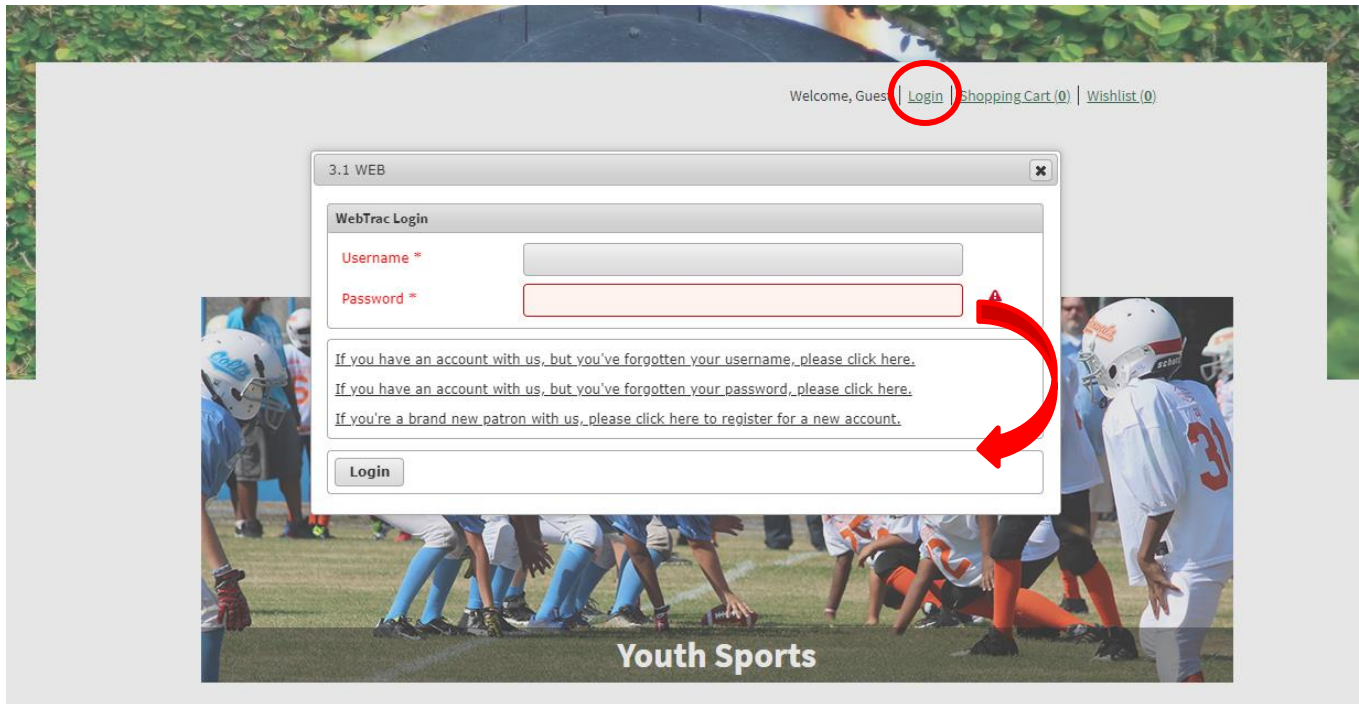 Welcome, Guest | Login | Shopping Cart (0) | Wishlist (0)
3.1 WEB
WebTrac Login
Username *
Password *
If you have an account with us, but you've forgotten your username, please click here.
If you have an account with us, but you've forgotten your password, please click here.
If you're a brand new patron with us, please click here to register for a new account.
Login
Colts
schutt
31
Youth Sports